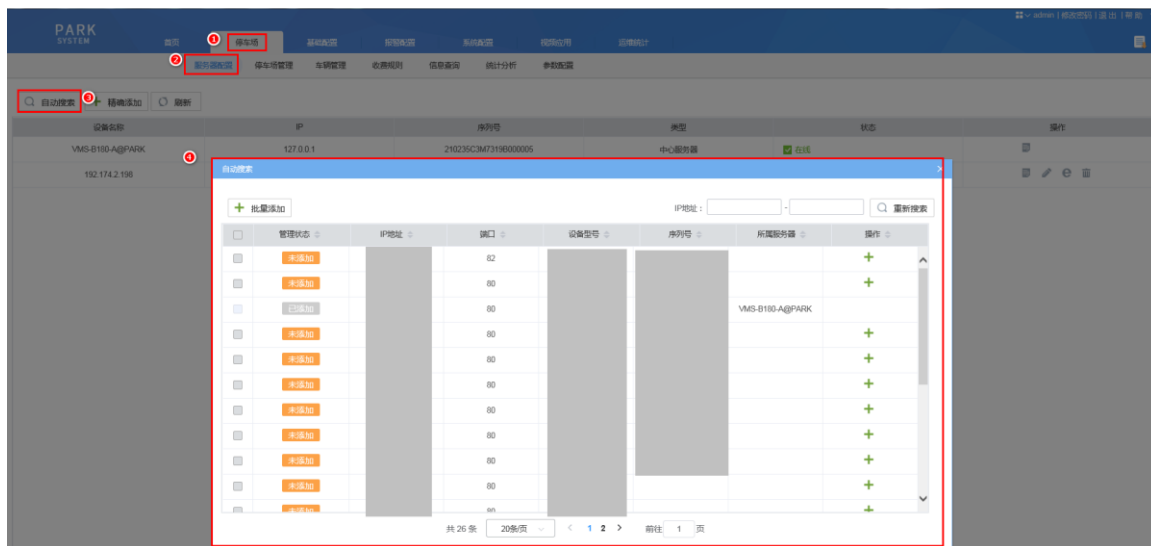 admin | 修改密码 | 退 出 | 帮 助
PARK
SYSTEM
首页 1 停车场 基础配置 报警配置 系统配置 视频应用 运维统计
2 服务器配置 停车场管理 车辆管理 收费规则 信息查询 统计分析 参数配置
自动搜索 3 精确添加 刷新
设备名称 IP 序列号 类型 状态 操作
VMS-B180-A@PARK 127.0.0.1 210235C3M7319B000005 中心服务器 在线
4
192.174.2.198
自动搜索
批量添加 IP地址： - 重新搜索
管理状态 IP地址 端口 设备型号 序列号 所属服务器 操作
未添加 82
未添加 80
已添加 80 VMS-B180-A@PARK
未添加 80
未添加 80
未添加 80
未添加 80
未添加 80
未添加 80
未添加 80
未添加 80
共 26 条 20条/页 1 2 前往 1 页